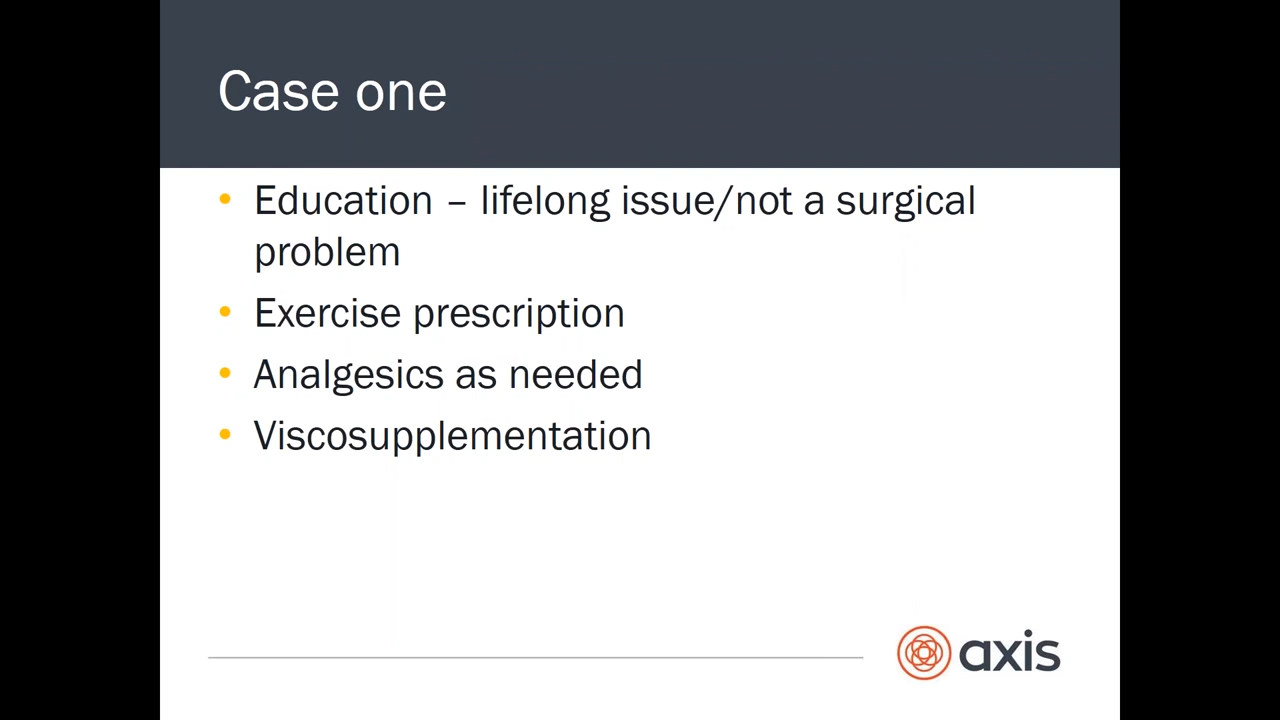 Case one
• Education – lifelong issue/not a surgical
problem
• Exercise prescription
• Analgesics as needed
• Viscosupplementation
axis